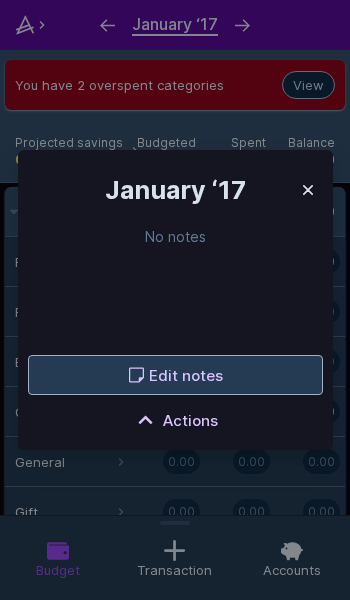 January ‘17
You have 2 overspent categories
View
Projected savings
Budgeted
Spent
Balance
January ‘17
No notes
Edit notes
Actions
General
0.00
0.00
0.00
Gift
0.00
0.00
0.00
Budget
Transaction
Accounts